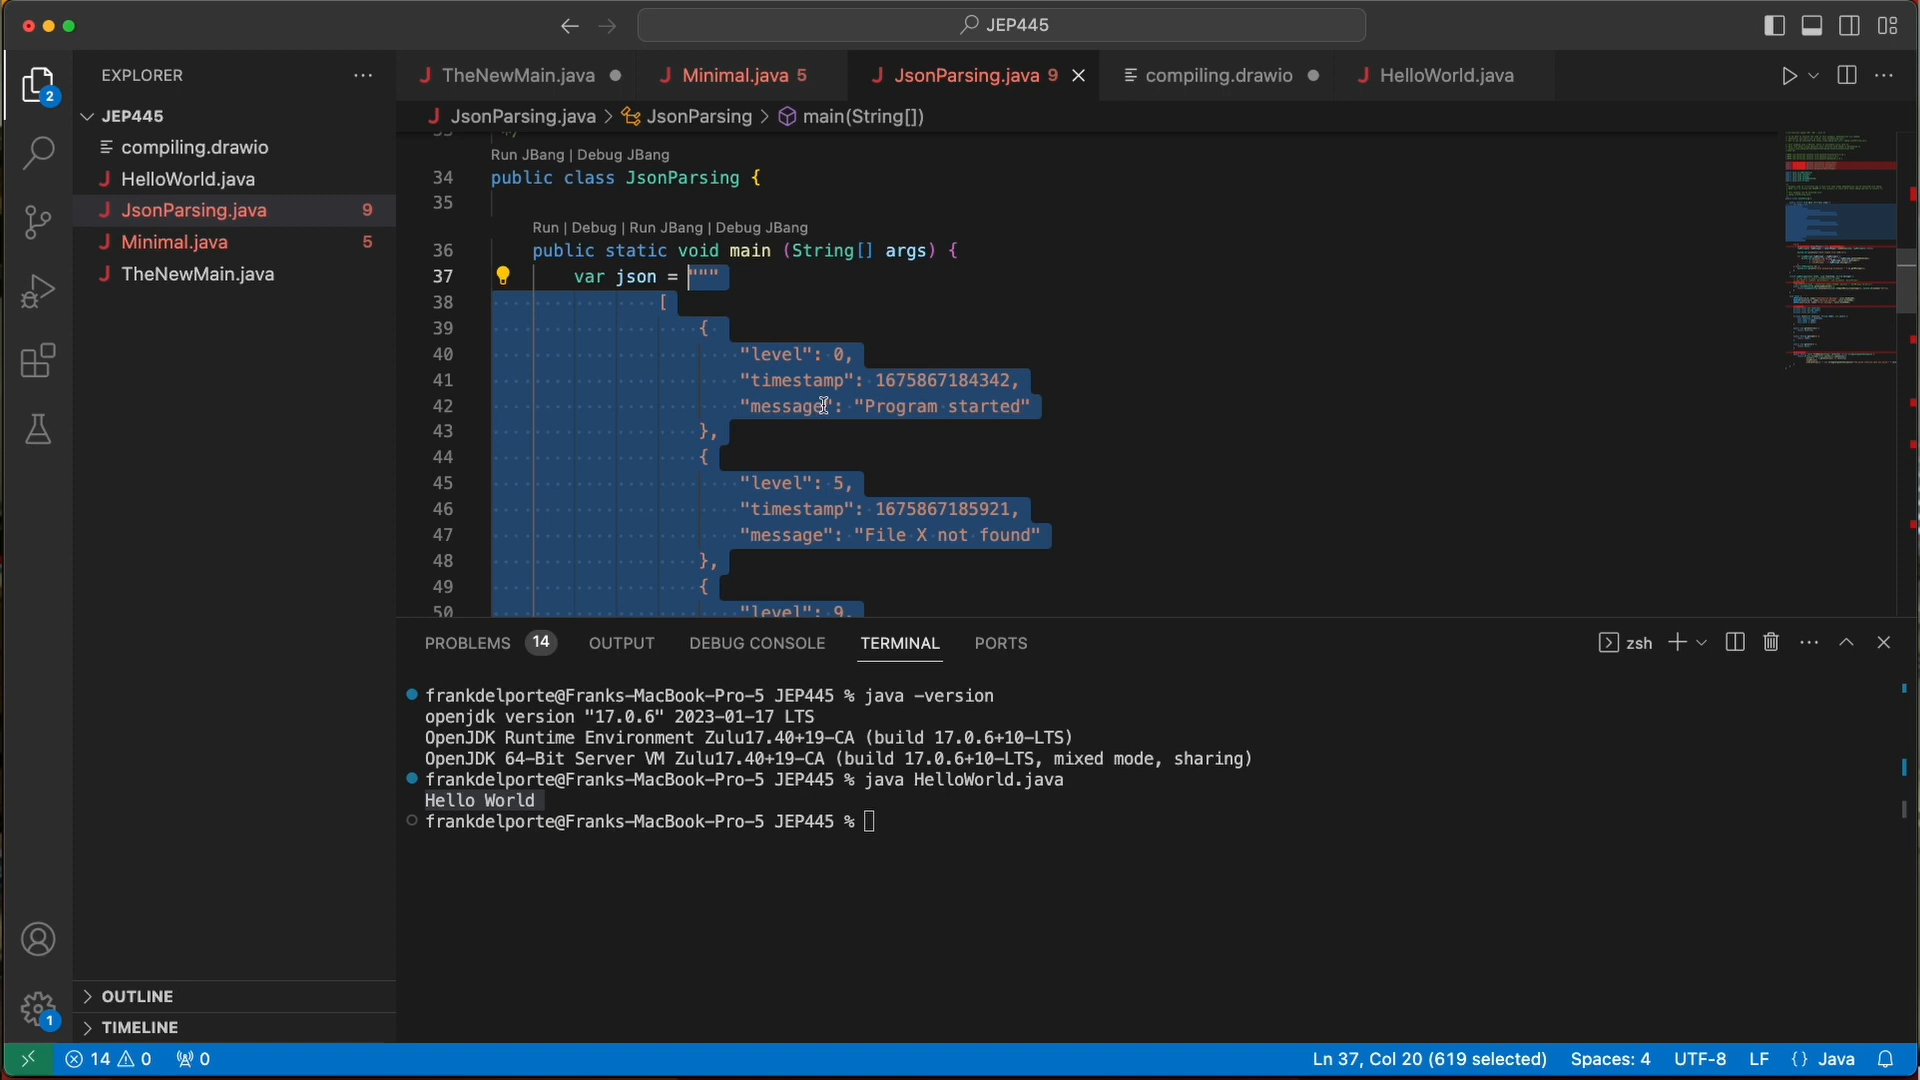 JEP445
EXPLORER
TheNewMain.java
Minimal.java 5
JsonParsing.java 9
compiling.drawio
HelloWorld.java
2
JEP445
compiling.drawio
HelloWorld.java
JsonParsing.java 9
Minimal.java 5
TheNewMain.java
JsonParsing.java > JsonParsing > main(String[])
Run JBang | Debug JBang
34 public class JsonParsing {
35
Run | Debug | Run JBang | Debug JBang
36 public static void main (String[] args) {
37 var json = """
38 [
39 {
40 "level": 0,
41 "timestamp": 1675867184342,
42 "message": "Program started"
43 },
44 {
45 "level": 5,
46 "timestamp": 1675867185921,
47 "message": "File X not found"
48 },
49 {
50 "level": 9,
PROBLEMS 14 OUTPUT DEBUG CONSOLE TERMINAL PORTS
zsh
frankdelporte@Franks-MacBook-Pro-5 JEP445 % java -version
openjdk version "17.0.6" 2023-01-17 LTS
OpenJDK Runtime Environment Zulu17.40+19-CA (build 17.0.6+10-LTS)
OpenJDK 64-Bit Server VM Zulu17.40+19-CA (build 17.0.6+10-LTS, mixed mode, sharing)
frankdelporte@Franks-MacBook-Pro-5 JEP445 % java HelloWorld.java
Hello World
frankdelporte@Franks-MacBook-Pro-5 JEP445 %
OUTLINE
1
TIMELINE
14 0 0
Ln 37, Col 20 (619 selected) Spaces: 4 UTF-8 LF {} Java